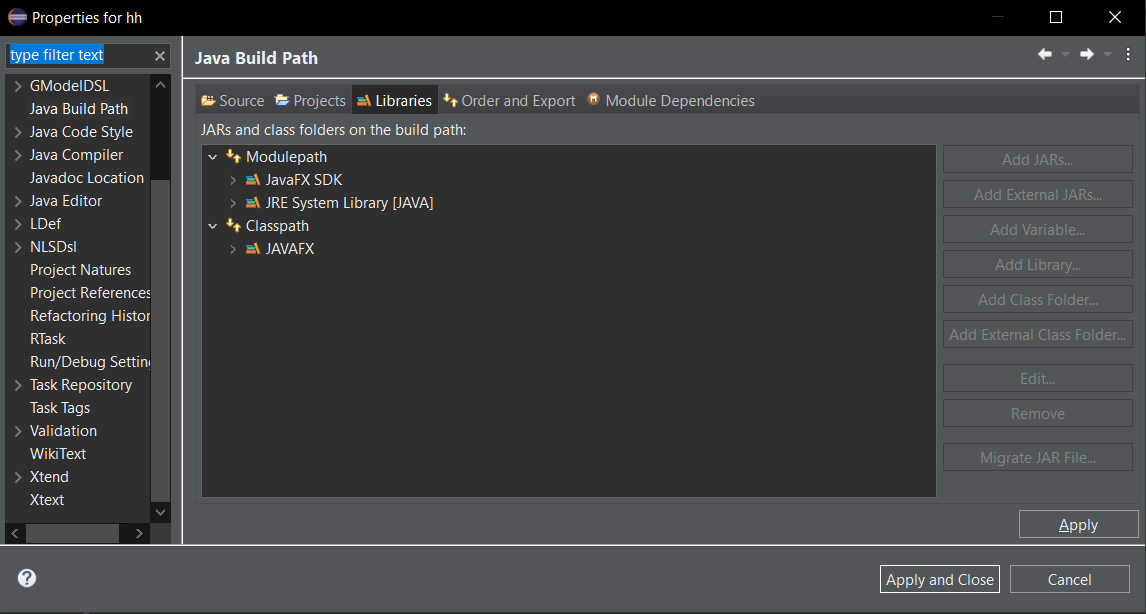 Properties for hh
type filter text
GModelDSL
Java Build Path
Java Code Style
Java Compiler
Javadoc Location
Java Editor
LDef
NLSDsl
Project Natures
Project References
Refactoring Histor
RTask
Run/Debug Settin
Task Repository
Task Tags
Validation
WikiText
Xtend
Xtext
Java Build Path
Source Projects Libraries Order and Export Module Dependencies
JARs and class folders on the build path:
Modulepath
JavaFX SDK
JRE System Library [JAVA]
Classpath
JAVAFX
Add JARs...
Add External JARs...
Add Variable...
Add Library...
Add Class Folder...
Add External Class Folder...
Edit...
Remove
Migrate JAR File...
Apply
Apply and Close Cancel